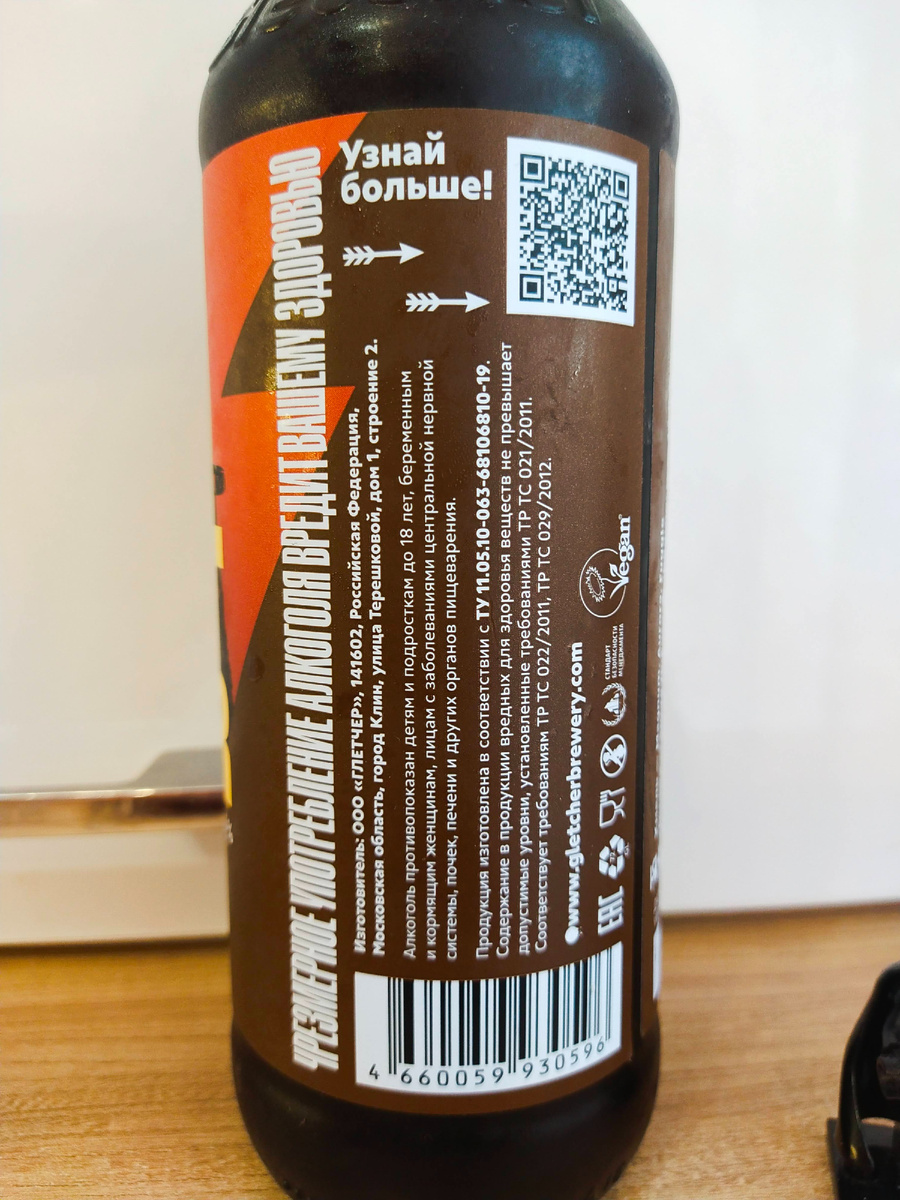 ЧРЕЗМЕРНОЕ УПОТРЕБЛЕНИЕ АЛКОГОЛЯ ВРЕДИТ ВАШЕМУ ЗДОРОВЬЮ
Узнай
больше!
Изготовитель: ООО «ГЛЕТЧЕР», 141602, Российская Федерация,
Московская область, город Клин, улица Терешковой, дом 1, строение 2.
Алкоголь противопоказан детям и подросткам до 18 лет, беременным
и кормящим женщинам, лицам с заболеваниями центральной нервной
системы, почек, печени и других органов пищеварения.
Продукция изготовлена в соответствии с ТУ 11.05.10-063-68106810-19.
Содержание в продукции вредных для здоровья веществ не превышает
допустимые уровни, установленные требованиями ТР ТС 021/2011.
Соответствует требованиям ТР ТС 022/2011, ТР ТС 029/2012.
www.gletcherbrewery.com
EAC
СТАНДАРТ
БЕЗОПАСНОСТИ
МЕНЕДЖМЕНТА
Vegan
4 660059 930596